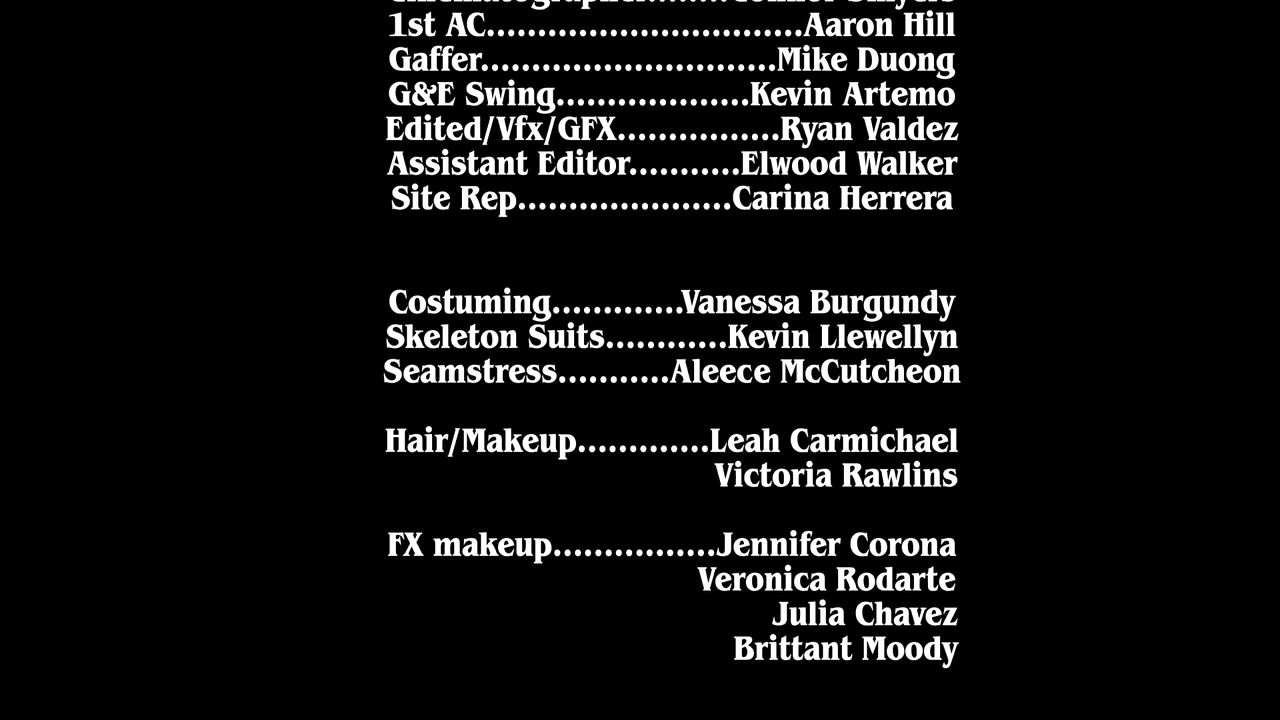 1st AC...............................Aaron Hill
Gaffer.............................Mike Duong
G&E Swing...................Kevin Artemo
Edited/Vfx/GFX................Ryan Valdez
Assistant Editor...........Elwood Walker
Site Rep.....................Carina Herrera
Costuming.............Vanessa Burgundy
Skeleton Suits............Kevin Llewellyn
Seamstress...........Aleece McCutcheon
Hair/Makeup.............Leah Carmichael
Victoria Rawlins
FX makeup................Jennifer Corona
Veronica Rodarte
Julia Chavez
Brittant Moody